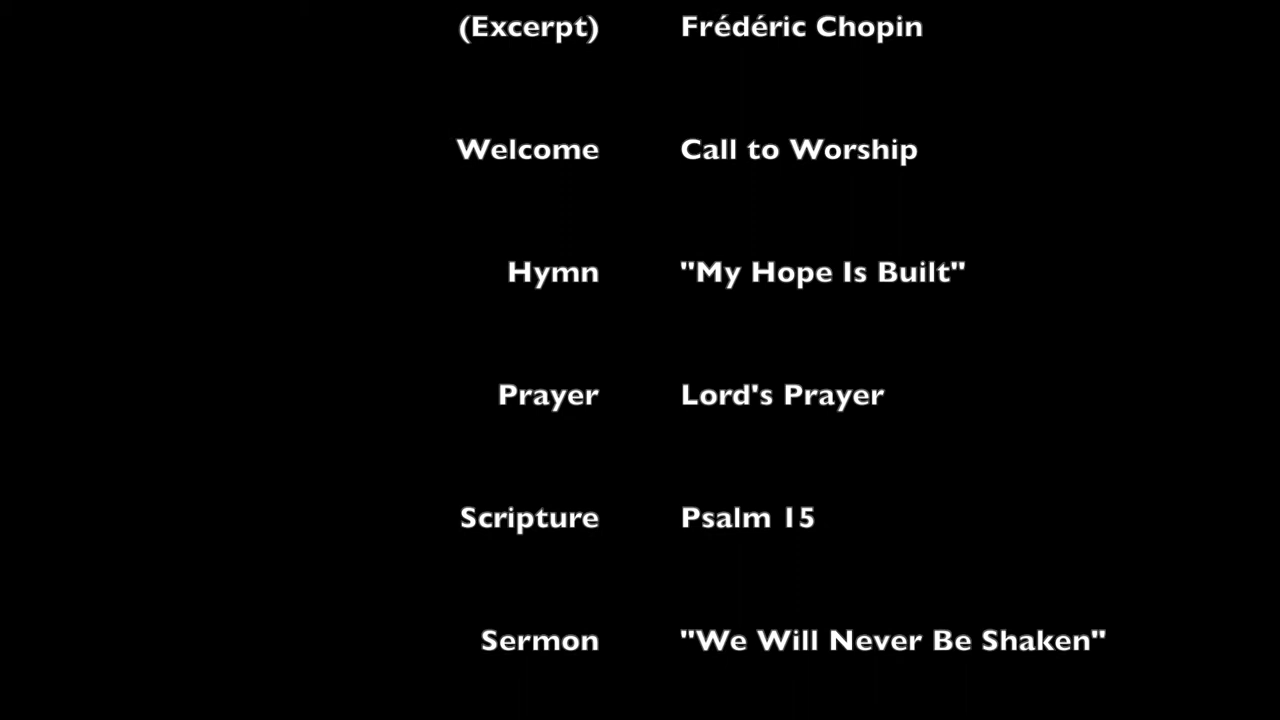 (Excerpt) Frédéric Chopin
Welcome Call to Worship
Hymn "My Hope Is Built"
Prayer Lord's Prayer
Scripture Psalm 15
Sermon "We Will Never Be Shaken"